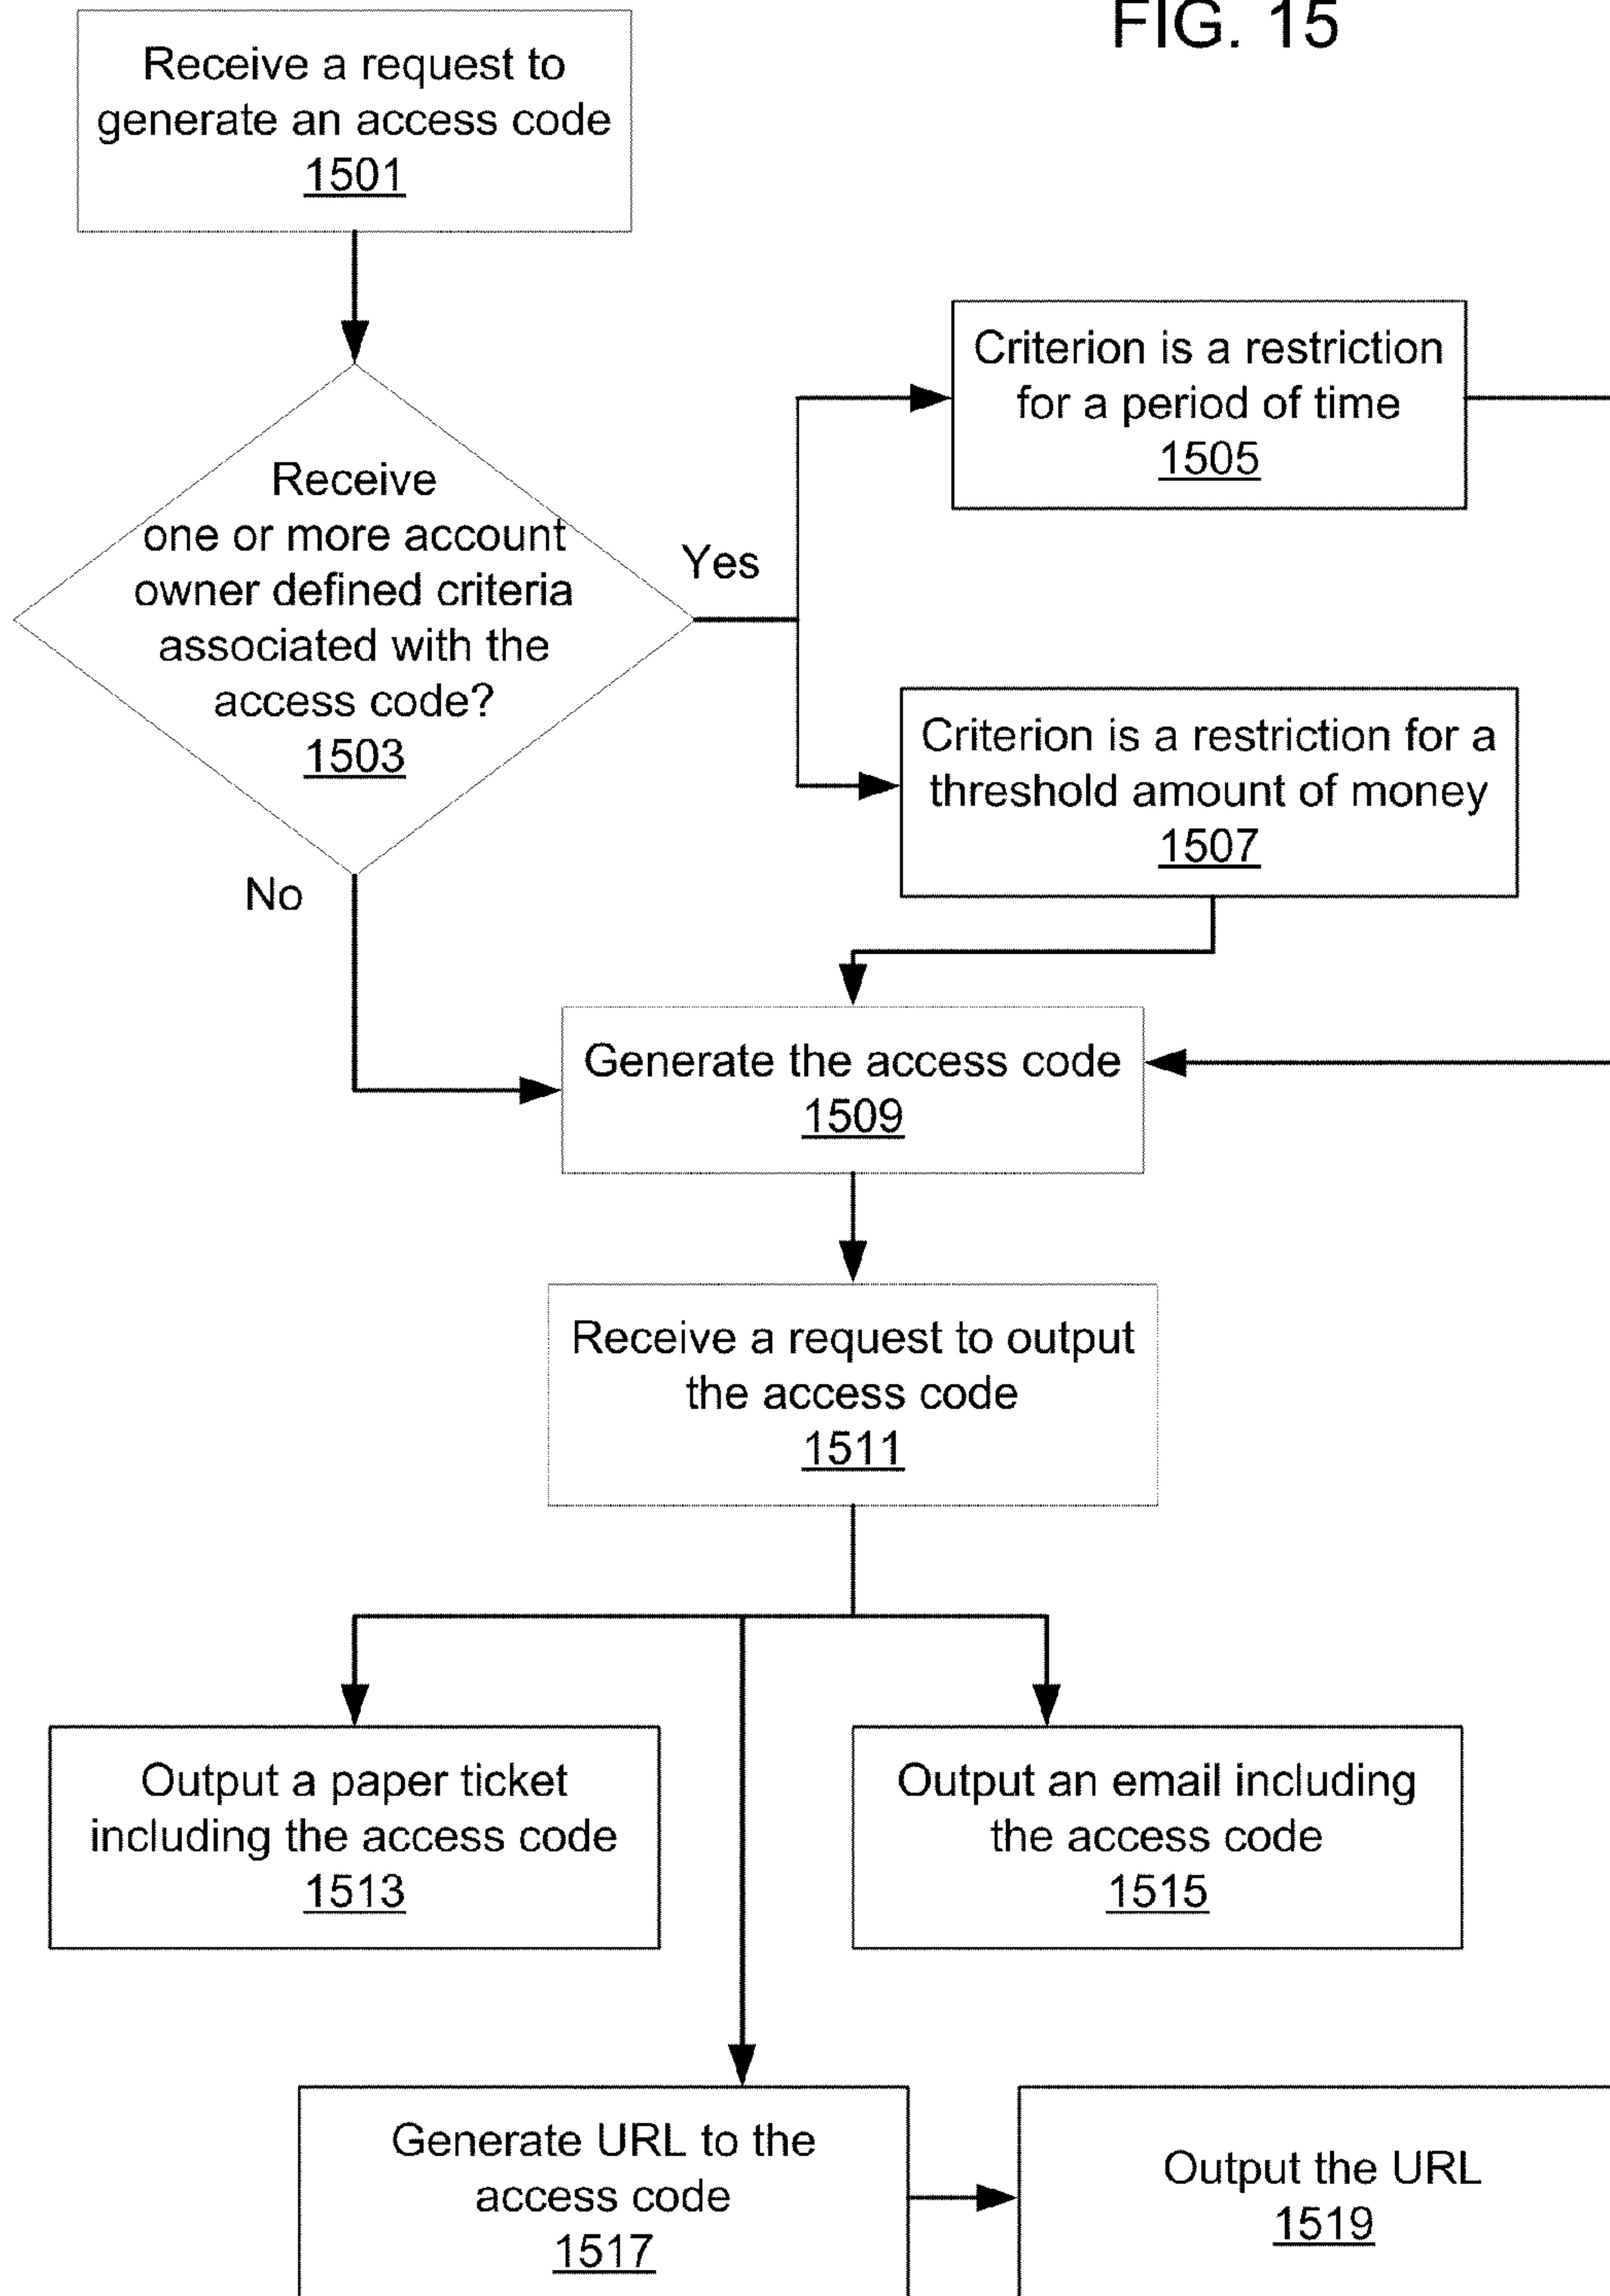 FIG. 15
Receive a request to
generate an access code
1501
Receive
one or more account
owner defined criteria
associated with the
access code?
1503
Yes
No
Criterion is a restriction
for a period of time
1505
Criterion is a restriction for a
threshold amount of money
1507
Generate the access code
1509
Receive a request to output
the access code
1511
Output a paper ticket
including the access code
1513
Output an email including
the access code
1515
Generate URL to the
access code
1517
Output the URL
1519